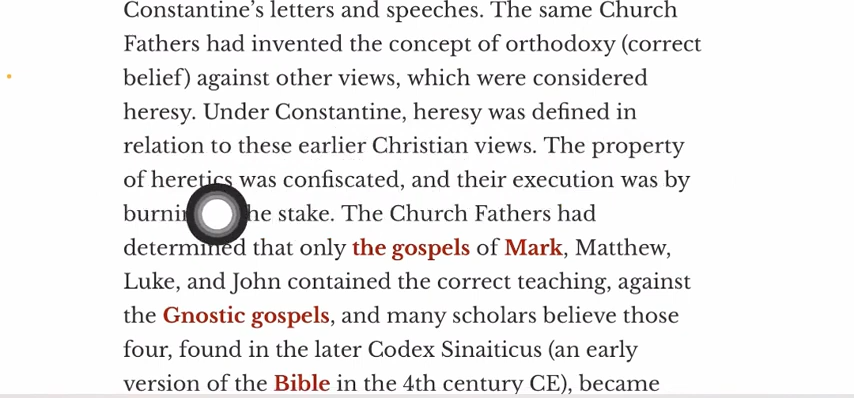 Constantine's letters and speeches. The same Church
Fathers had invented the concept of orthodoxy (correct
belief) against other views, which were considered
heresy. Under Constantine, heresy was defined in
relation to these earlier Christian views. The property
of heretics was confiscated, and their execution was by
stake. The Church Fathers had
determined that only the gospels of Mark, Matthew,
Luke, and John contained the correct teaching, against
the Gnostic gospels, and many scholars believe those
four, found in the later Codex Sinaiticus (an early
version of the Bible in the 4th century CE), became